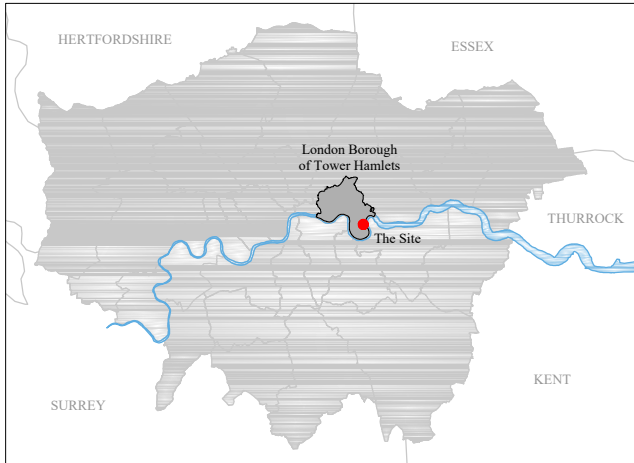 HERTFORDSHIRE
ESSEX
London Borough
of Tower Hamlets
THURROCK
The Site
KENT
SURREY